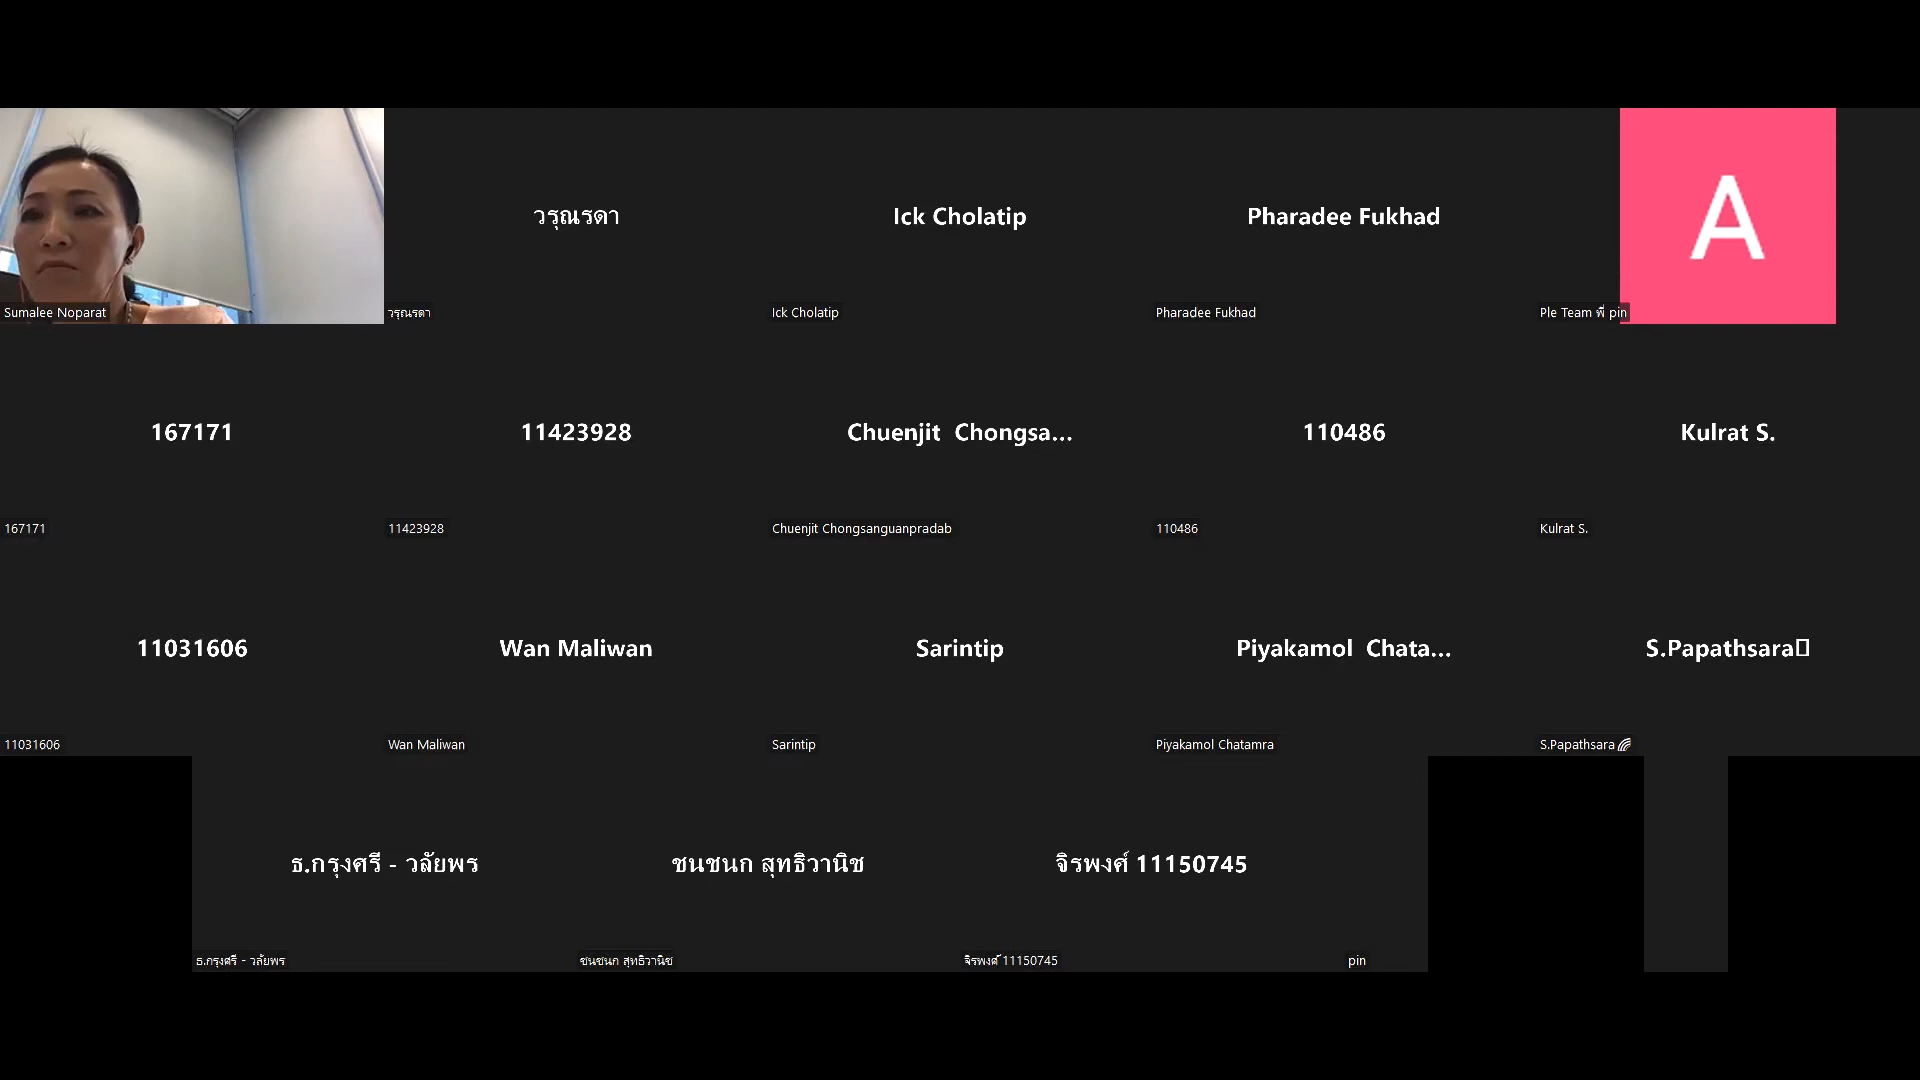 วรุณรดา
Ick Cholatip
Pharadee Fukhad
A
Sumalee Noparat
วรุณรดา
Ick Cholatip
Pharadee Fukhad
Ple Team พี่ pin
167171
11423928
Chuenjit Chongsa...
110486
Kulrat S.
167171
11423928
Chuenjit Chongsanguanpradab
110486
Kulrat S.
11031606
Wan Maliwan
Sarintip
Piyakamol Chata...
S.Papathsara
11031606
Wan Maliwan
Sarintip
Piyakamol Chatamra
S.Papathsara
ธ.กรุงศรี - วลัยพร
ชนชนก สุทธิวานิช
จิรพงศ์ 11150745
ธ.กรุงศรี - วลัยพร
ชนชนก สุทธิวานิช
จิรพงศ์ 11150745
pin